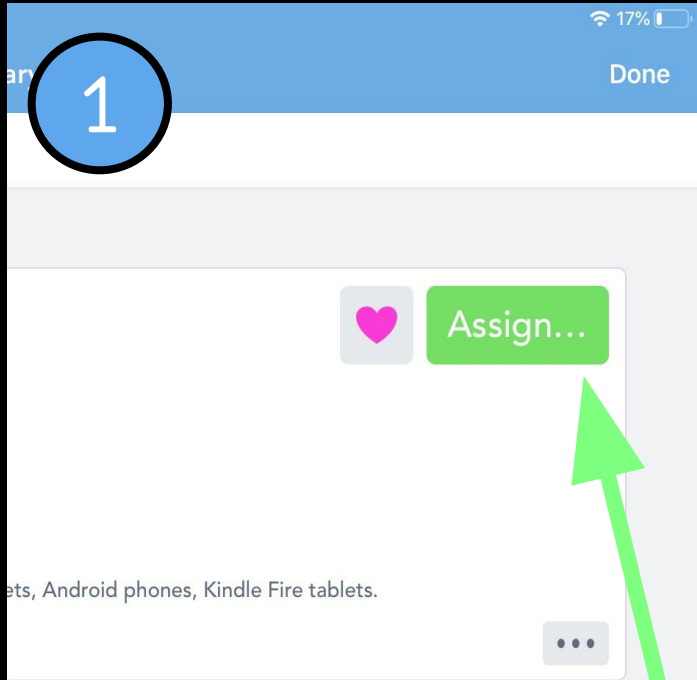 17%
Done
1
Assign...
ets, Android phones, Kindle Fire tablets.